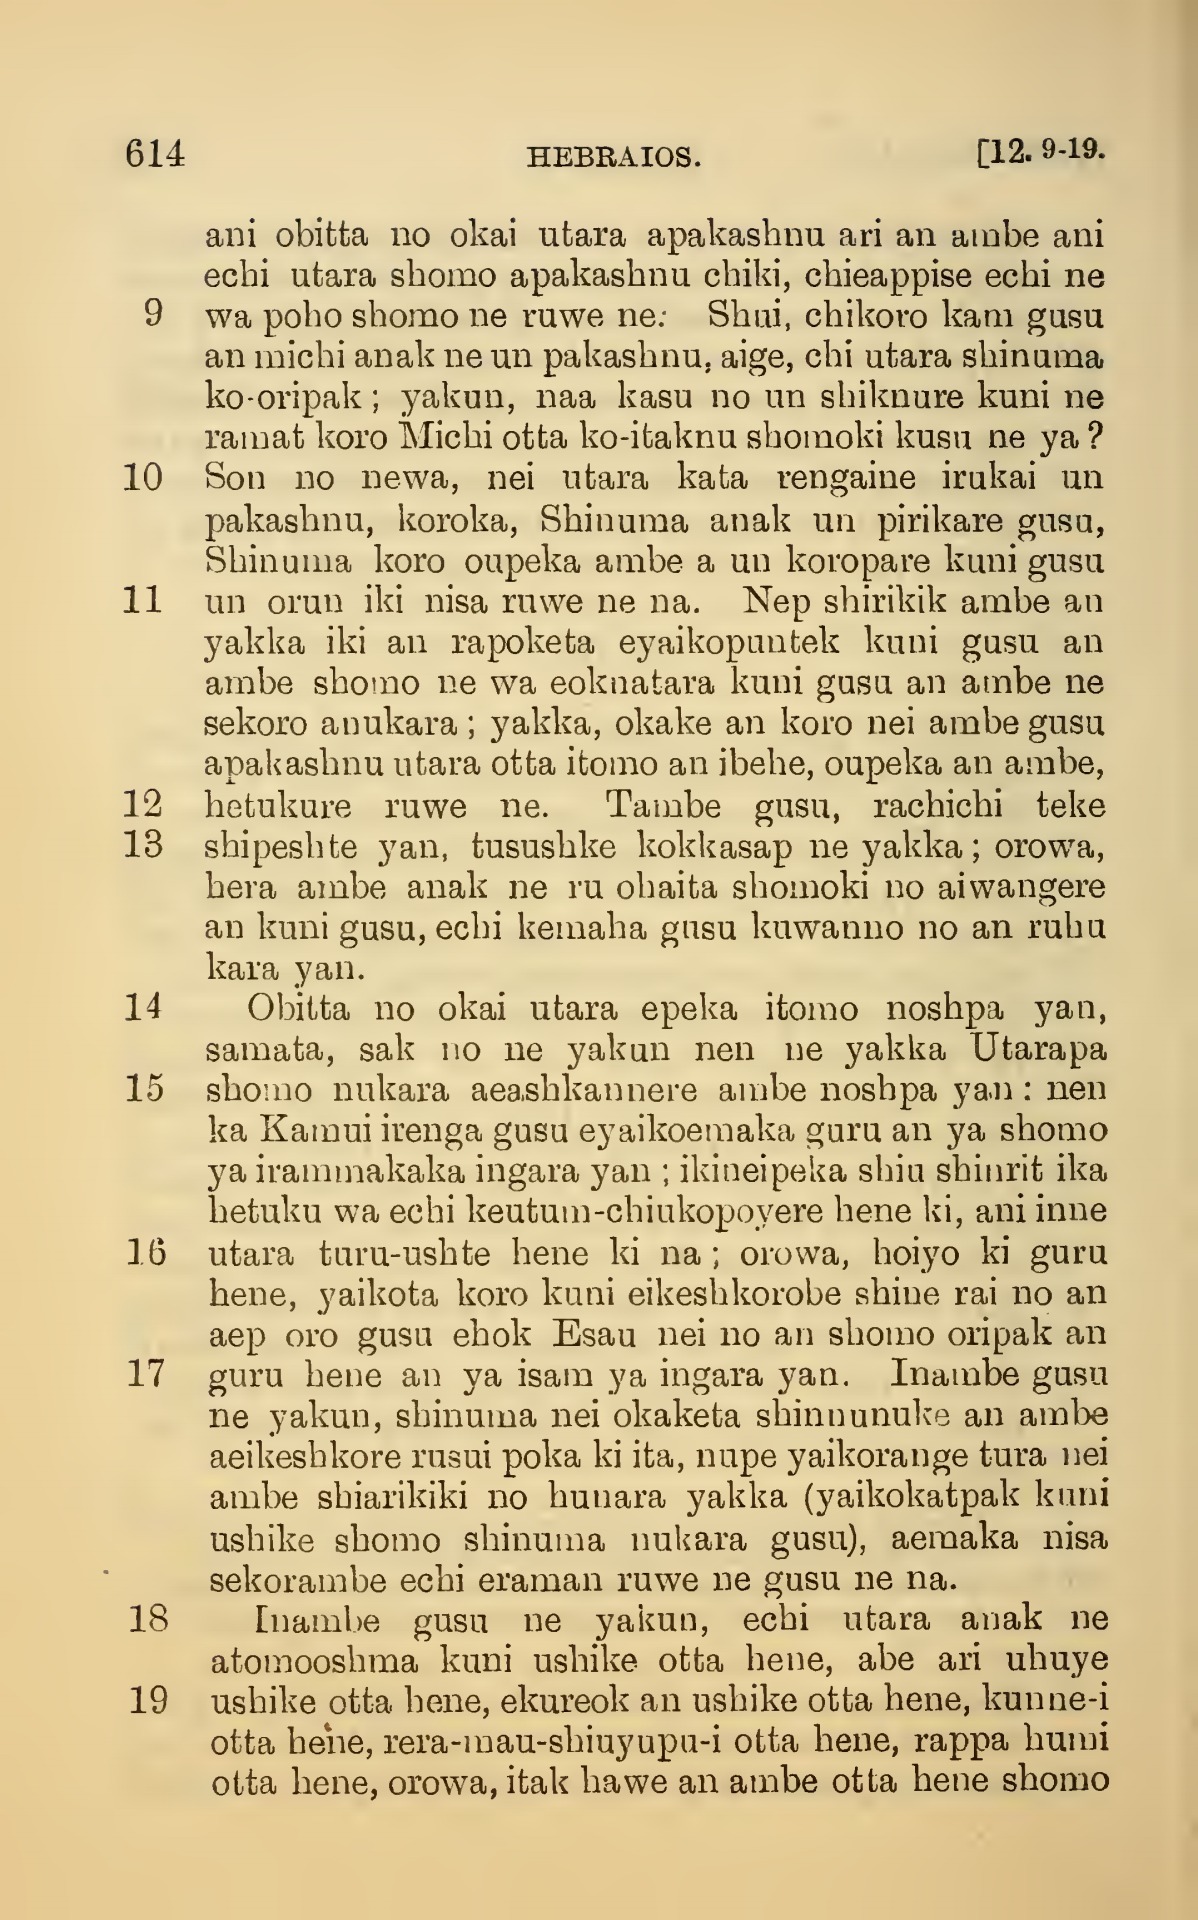 614 HEBRAIOS. [12. 9-19.
ani obitta no okai utara apakashnu ari an ambe ani
echi utara shomo apakashnu chiki, chieappise echi ne
9 wa poho shomo ne ruwe ne. Shui, chikoro kam gusu
an michi anak ne un pakashnu, aige, chi utara shinuma
ko-oripak; yakun, naa kasu no un shiknure kuni ne
ramat koro Michi otta ko-itaknu shomoki kusu ne ya?
10 Son no newa, nei utara kata rengaine irukai un
pakashnu, koroka, Shinuma anak un pirikare gusu,
Shinuma koro oupeka ambe a un koropare kuni gusu
11 un orun iki nisa ruwe ne na. Nep shirikik ambe an
yakka iki an rapoketa eyaikopuntek kuni gusu an
ambe shomo ne wa eoknatara kuni gusu an ambe ne
sekoro anukara; yakka, okake an koro nei ambe gusu
apakashnu utara otta itomo an ibehe, oupeka an ambe,
12 hetukure ruwe ne. Tambe gusu, rachichi teke
13 shipeshte yan, tusushke kokkasap ne yakka; orowa,
hera ambe anak ne ru ohaita shomoki no aiwangere
an kuni gusu, echi kemaha gusu kuwanno no an ruhu
kara yan.
14 Obitta no okai utara epeka itomo noshpa yan,
samata, sak no ne yakun nen ne yakka Utarapa
15 shomo nukara aeashkannere ambe noshpa yan: nen
ka Kamui irenga gusu eyaikoemaka guru an ya shomo
ya irammakaka ingara yan; ikineipeka shiu shinrit ika
hetuku wa echi keutum-chiukopoyere hene ki, ani inne
16 utara turu-ushte hene ki na; orowa, hoiyo ki guru
hene, yaikota koro kuni eikeshkorobe shine rai no an
aep oro gusu ehok Esau nei no an shomo oripak an
17 guru hene an ya isam ya ingara yan. Inambe gusu
ne yakun, shinuma nei okaketa shinnunuke an ambe
aeikeshkore rusui poka ki ita, nupe yaikorange tura nei
ambe shiarikiki no hunara yakka (yaikokatpak kuni
ushike shomo shinuma nukara gusu), aemaka nisa
sekorambe echi eraman ruwe ne gusu ne na.
18 Inambe gusu ne yakun, echi utara anak ne
atomooshma kuni ushike otta hene, abe ari uhuye
19 ushike otta hene, ekureok an ushike otta hene, kunne-i
otta hene, rera-mau-shiuyupu-i otta hene, rappa humi
otta hene, orowa, itak hawe an ambe otta hene shomo